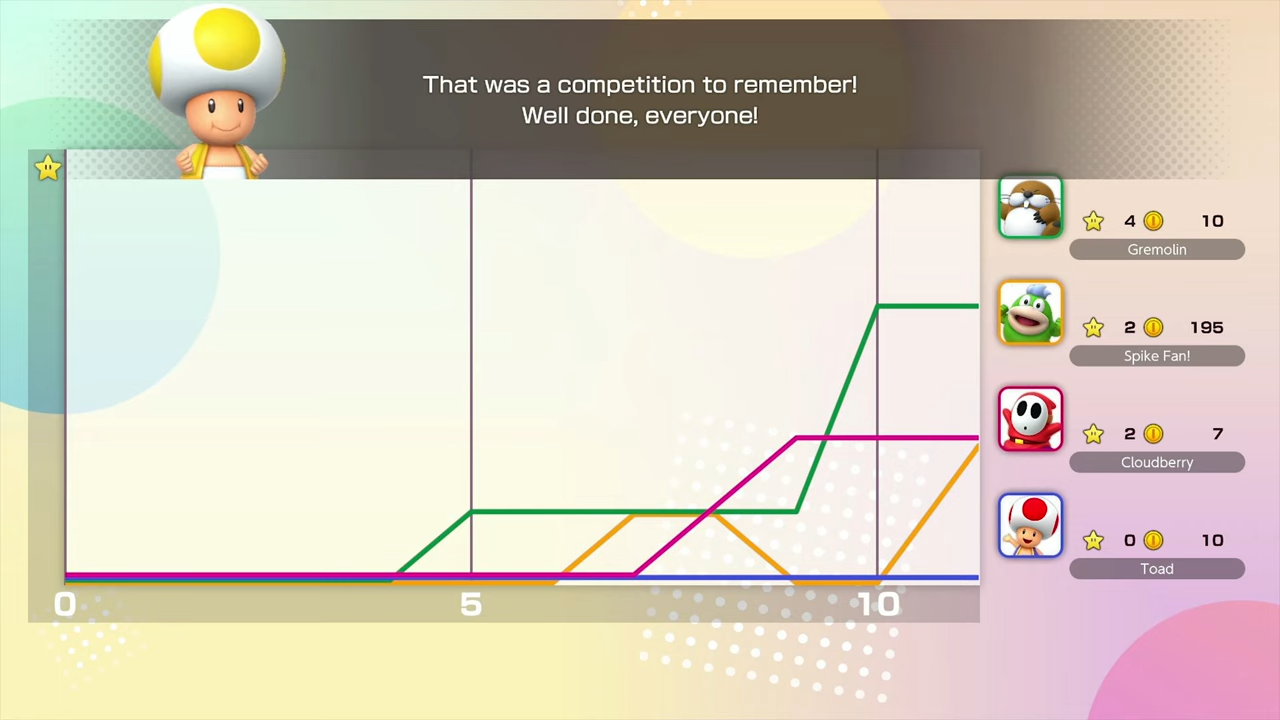 That was a competition to remember!
Well done, everyone!
4 10
Gremolin
2 195
Spike Fan!
2 7
Cloudberry
0 10
Toad
0 5 10